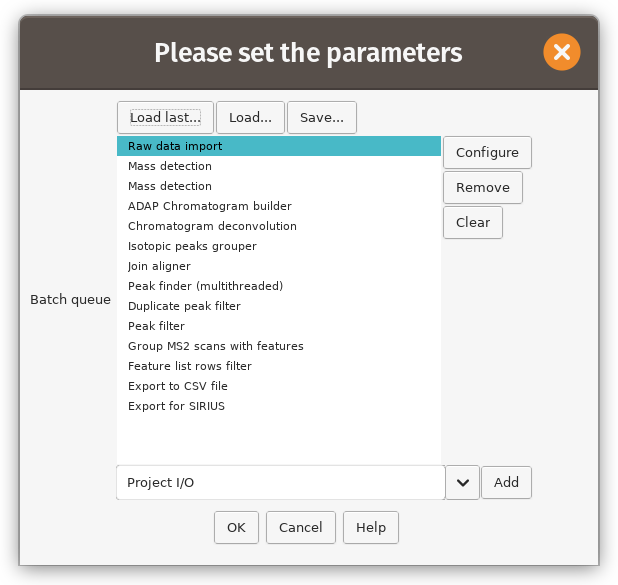 Please set the parameters
Load last...
Load...
Save...
Raw data import
Mass detection
Mass detection
ADAP Chromatogram builder
Chromatogram deconvolution
Isotopic peaks grouper
Join aligner
Peak finder (multithreaded)
Duplicate peak filter
Peak filter
Group MS2 scans with features
Feature list rows filter
Export to CSV file
Export for SIRIUS
Configure
Remove
Clear
Batch queue
Project I/O
Add
OK
Cancel
Help